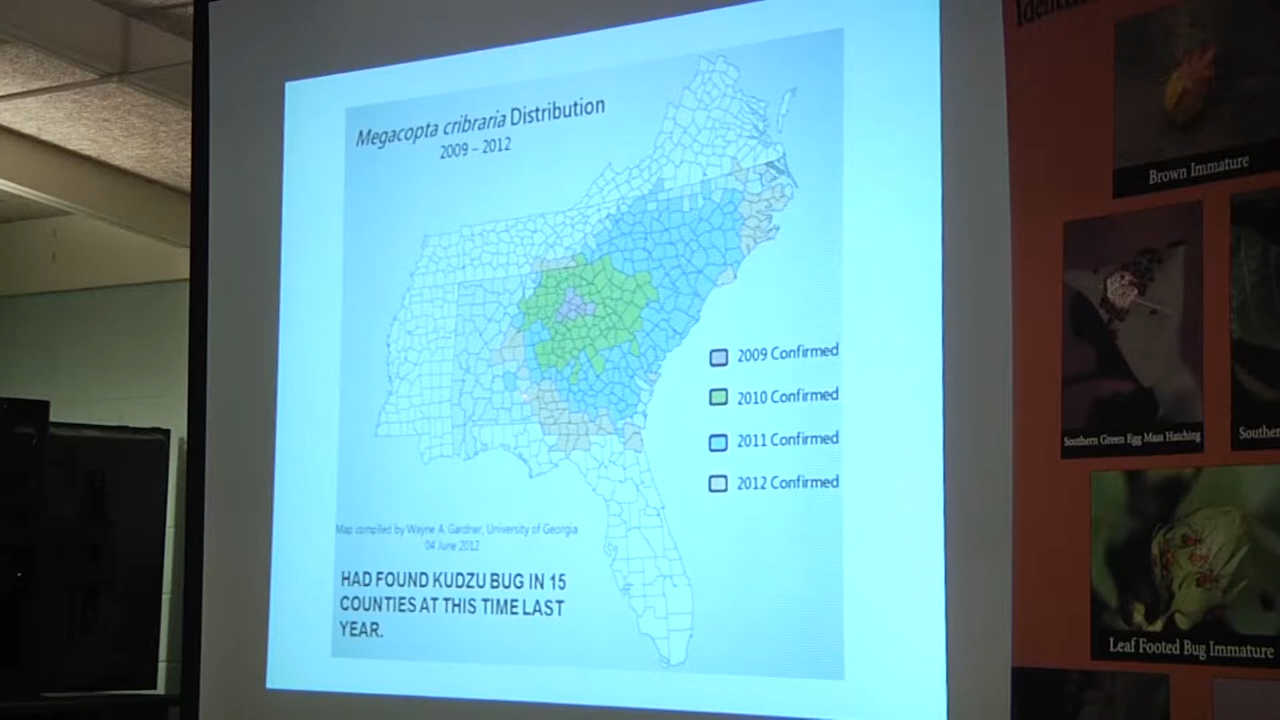 Megacopta cribraria Distribution
2009 – 2012
2009 Confirmed
2010 Confirmed
2011 Confirmed
2012 Confirmed
Map compiled by Wayne A. Gardner, University of Georgia
04 June 2012
HAD FOUND KUDZU BUG IN 15
COUNTIES AT THIS TIME LAST
YEAR.
Brown Immature
Southern Green Egg Mass Hatching
Leaf Footed Bug Immature